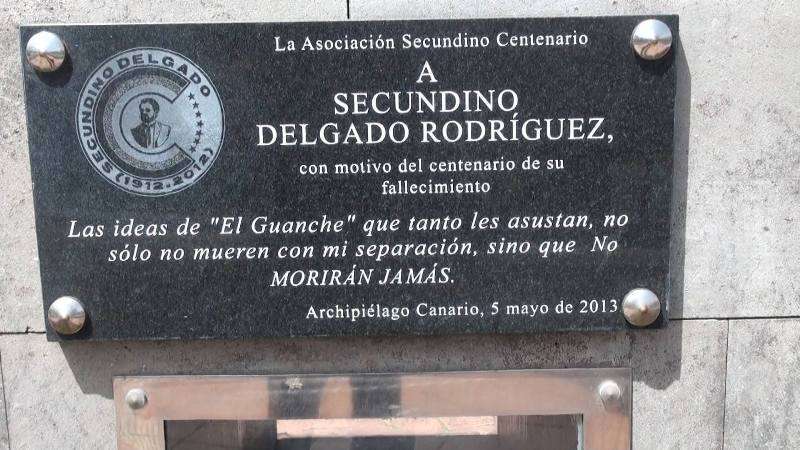 La Asociación Secundino Centenario
A
SECUNDINO
DELGADO RODRÍGUEZ,
con motivo del centenario de su
fallecimiento
Las ideas de "El Guanche" que tanto les asustan, no
sólo no mueren con mi separación, sino que No
MORIRÁN JAMÁS.
Archipiélago Canario, 5 mayo de 2013
SECUNDINO DELGADO
SEC (1912-2012)